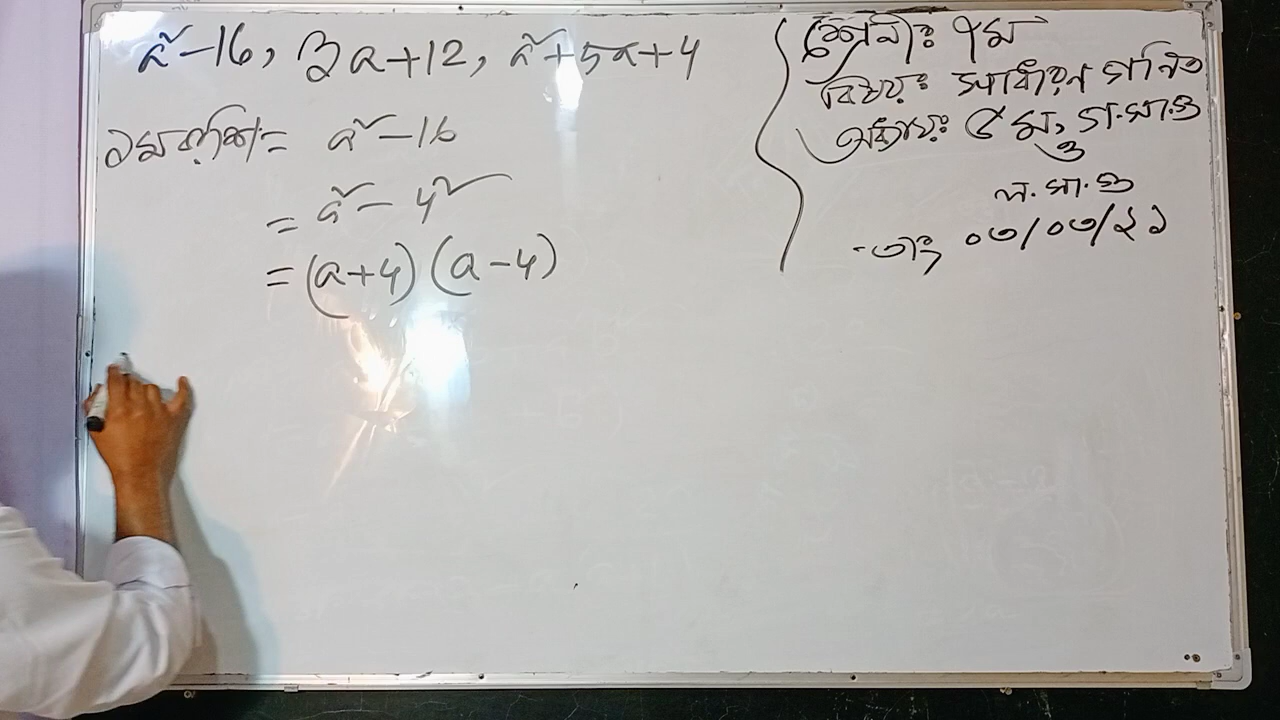 a²-16, 3a+12, a²+5a+4
১ম রাশি:= a²-16
= a² - 4²
= (a+4) (a-4)
শ্রেণী: ৭ম
বিষয়: সাধারণ গণিত
অধ্যায়: ৫ম, গ.সা.গু
ও
ল.সা.গু
তাং ০৩/০৩/২১